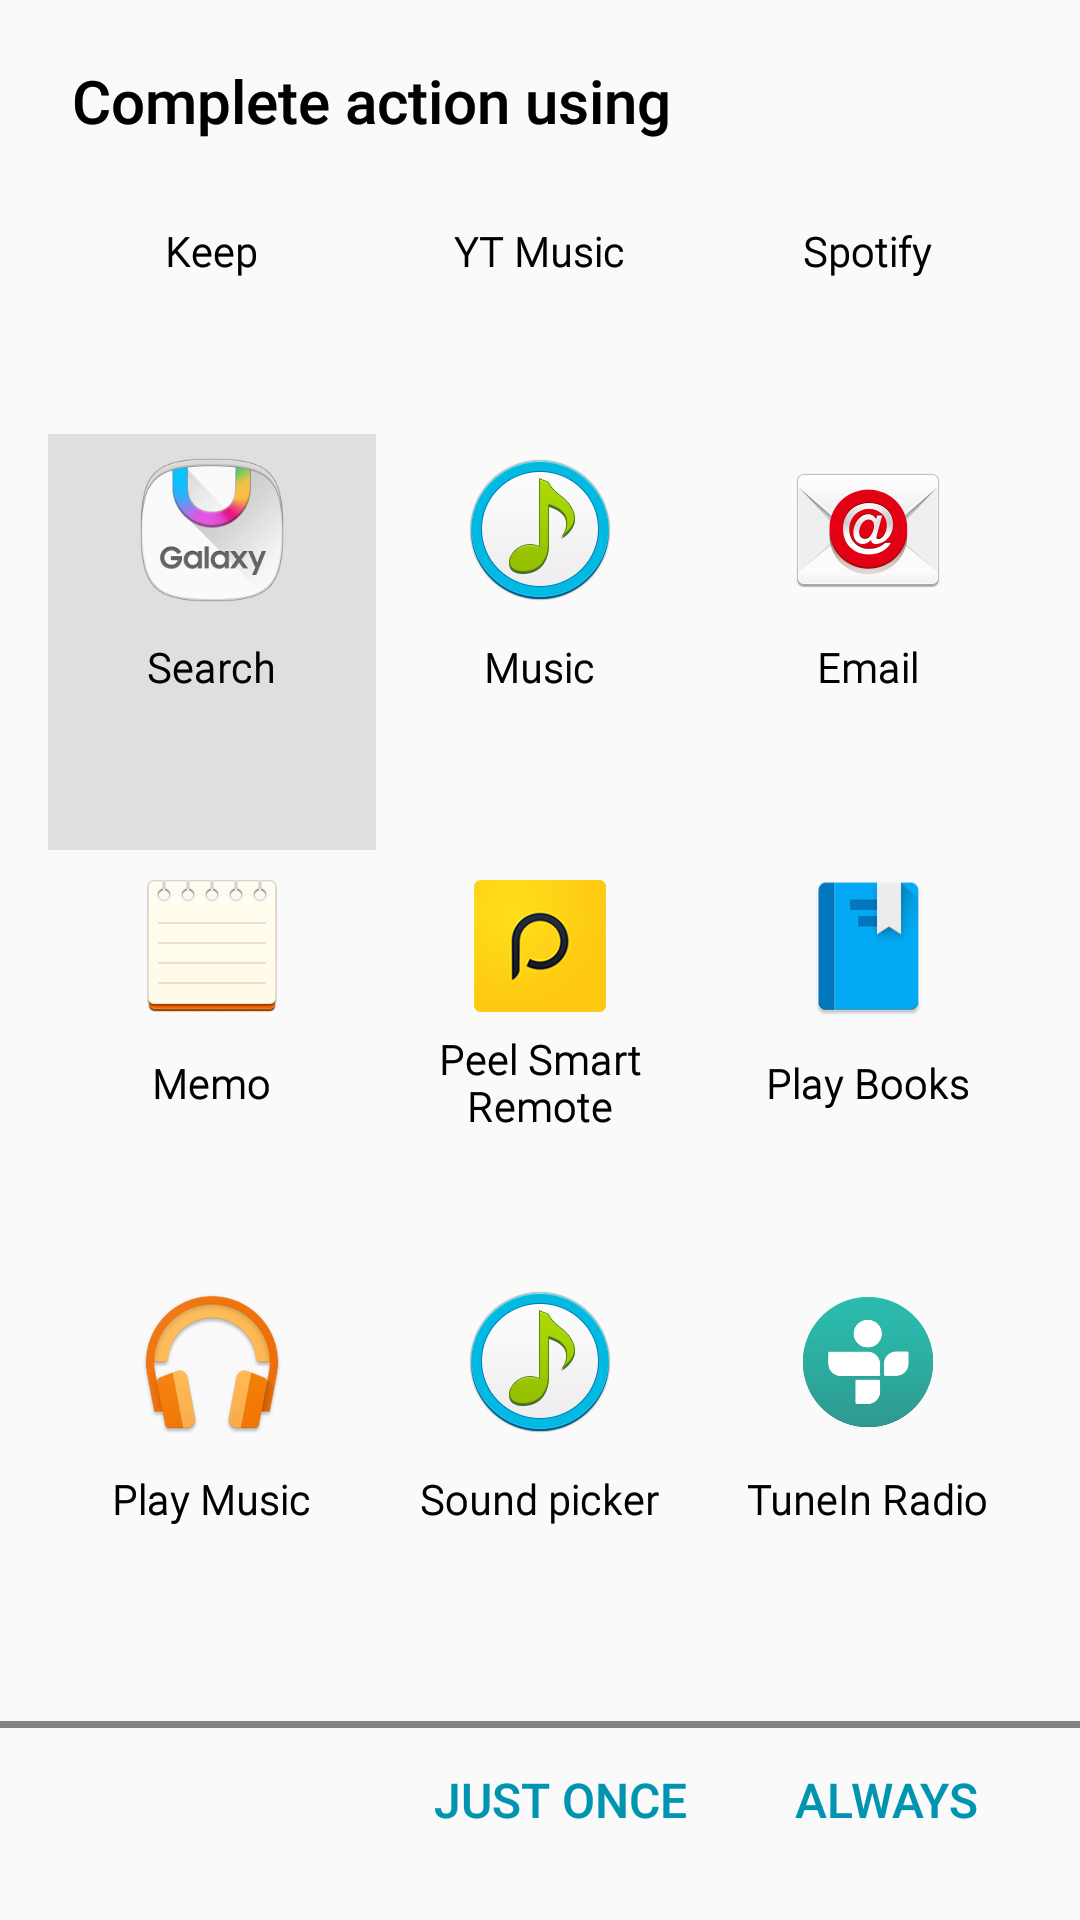 Complete action using
Keep
YT Music
Spotify
Galaxy
@
Search
Music
Email
Memo
Peel Smart
Remote
Play Books
Play Music
Sound picker
TuneIn Radio
JUST ONCE
ALWAYS